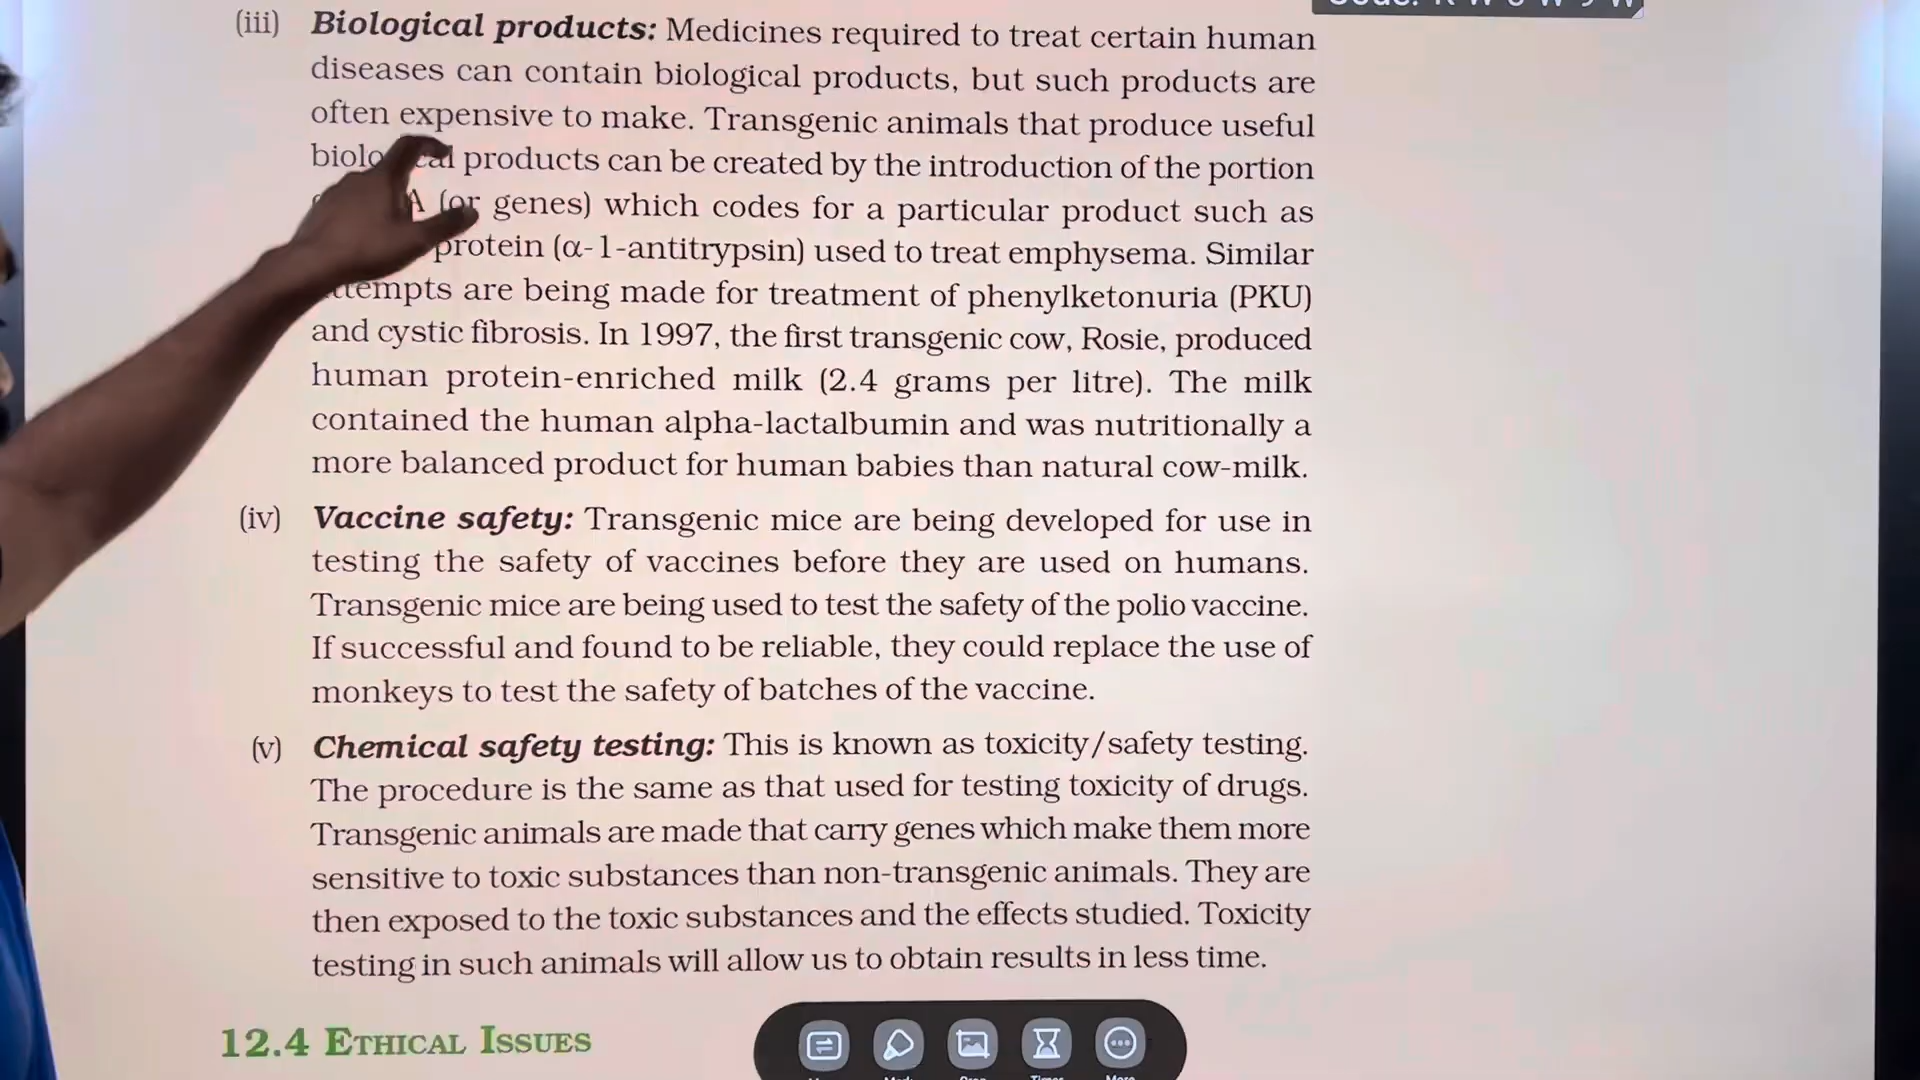 (iii) Biological products: Medicines required to treat certain human
diseases can contain biological products, but such products are
often expensive to make. Transgenic animals that produce useful
products can be created by the introduction of the portion
(or genes) which codes for a particular product such as
protein (α-1-antitrypsin) used to treat emphysema. Similar
are being made for treatment of phenylketonuria (PKU)
and cystic fibrosis. In 1997, the first transgenic cow, Rosie, produced
human protein-enriched milk (2.4 grams per litre). The milk
contained the human alpha-lactalbumin and was nutritionally a
more balanced product for human babies than natural cow-milk.
(iv) Vaccine safety: Transgenic mice are being developed for use in
testing the safety of vaccines before they are used on humans.
Transgenic mice are being used to test the safety of the polio vaccine.
If successful and found to be reliable, they could replace the use of
monkeys to test the safety of batches of the vaccine.
(v) Chemical safety testing: This is known as toxicity/safety testing.
The procedure is the same as that used for testing toxicity of drugs.
Transgenic animals are made that carry genes which make them more
sensitive to toxic substances than non-transgenic animals. They are
then exposed to the toxic substances and the effects studied. Toxicity
testing in such animals will allow us to obtain results in less time.
12.4 ETHICAL ISSUES